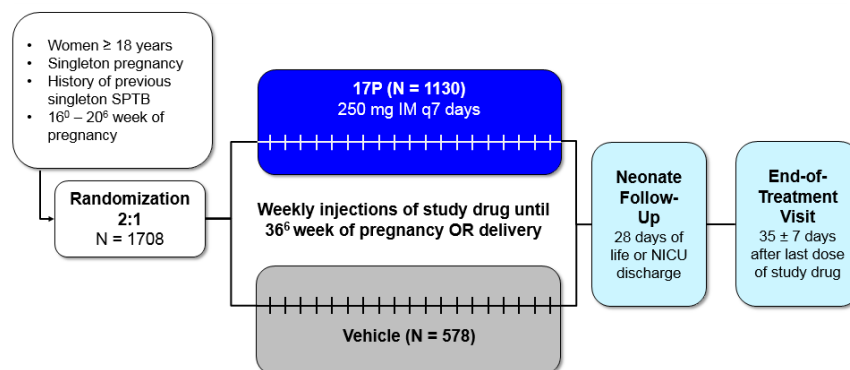 • Women ≥ 18 years
• Singleton pregnancy
• History of previous
singleton SPTB
• 16⁰ – 20⁶ week of
pregnancy
Randomization
2:1
N = 1708
17P (N = 1130)
250 mg IM q7 days
Weekly injections of study drug until
36⁶ week of pregnancy OR delivery
Vehicle (N = 578)
Neonate
Follow-
Up
28 days of
life or NICU
discharge
End-of-
Treatment
Visit
35 ± 7 days
after last dose
of study drug